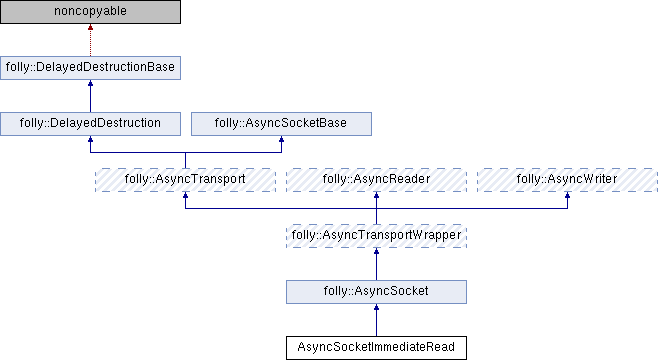 noncopyable
folly::DelayedDestructionBase
folly::DelayedDestruction
folly::AsyncSocketBase
folly::AsyncTransport
folly::AsyncReader
folly::AsyncWriter
folly::AsyncTransportWrapper
folly::AsyncSocket
AsyncSocketImmediateRead